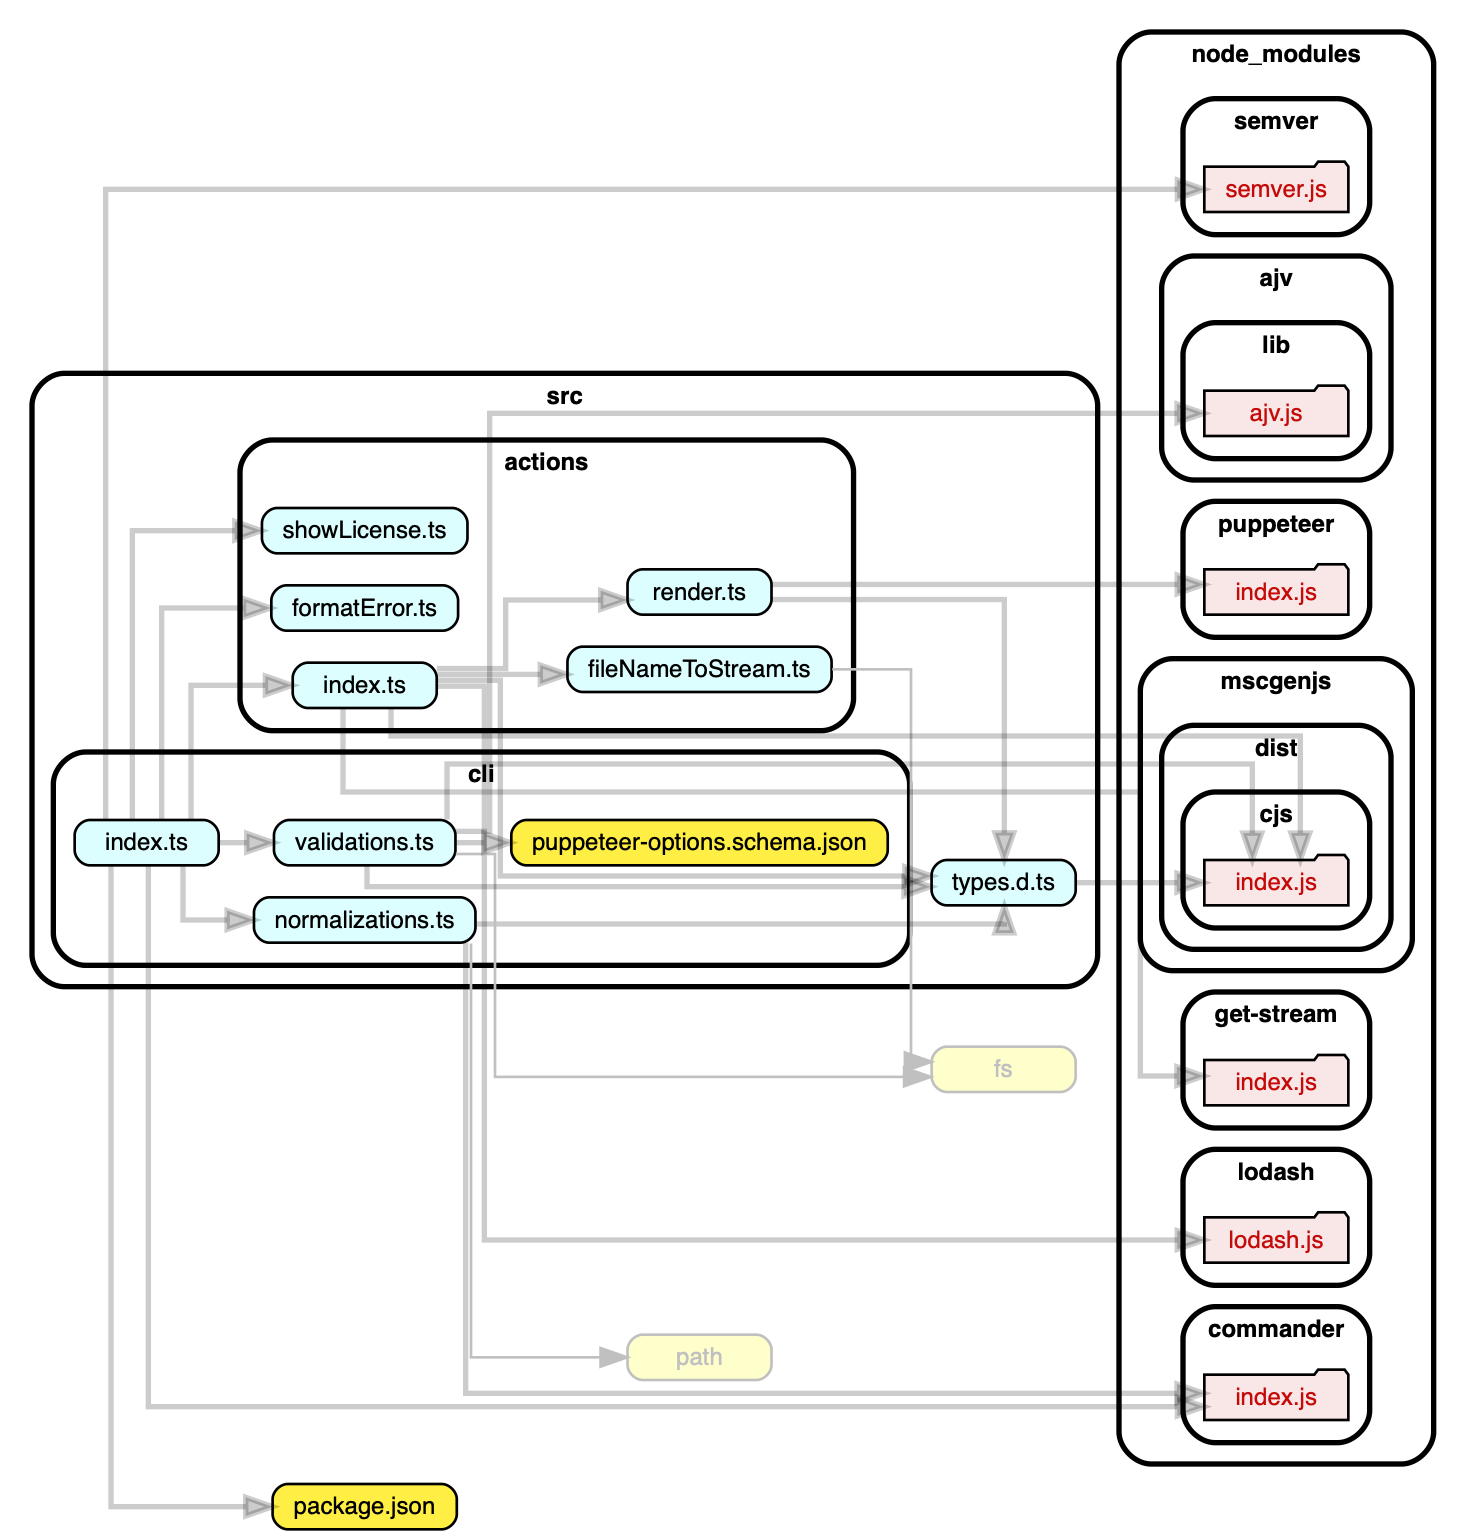 node_modules
semver
semver.js
ajv
lib
ajv.js
src
actions
showLicense.ts
formatError.ts
index.ts
render.ts
fileNameToStream.ts
puppeteer
index.js
mscgenjs
dist
cjs
index.js
cli
index.ts
validations.ts
puppeteer-options.schema.json
normalizations.ts
types.d.ts
get-stream
index.js
fs
lodash
lodash.js
commander
index.js
path
package.json